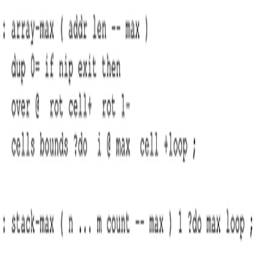 : array-max ( addr len -- max )
dup 0= if nip exit then
over @ rot cell+ rot 1-
cells bounds ?do i @ max cell +loop ;
: stack-max ( n ... m count -- max ) 1 ?do max loop ;